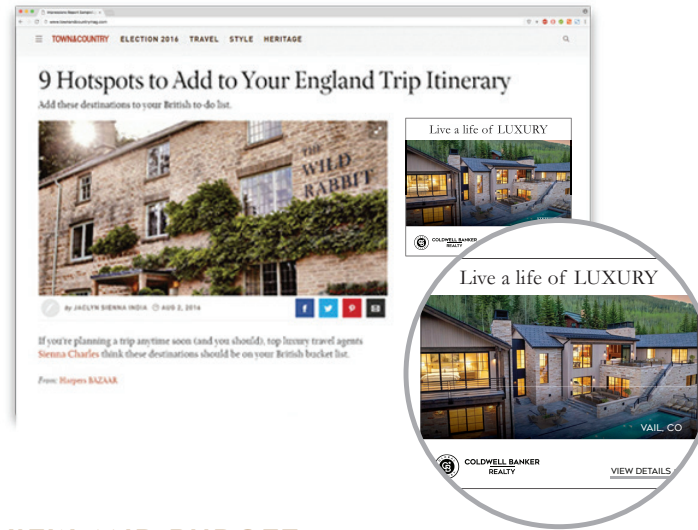 www.townandcountrymag.com
TOWN&COUNTRY ELECTION 2016 TRAVEL STYLE HERITAGE
9 Hotspots to Add to Your England Trip Itinerary
Add these destinations to your British to-do list.
THE
WILD
RABBIT
By JACLYN SIENNA INDIA AUG 2, 2016
If you're planning a trip anytime soon (and you should), top luxury travel agents
Sienna Charles think these destinations should be on your British bucket list.
From: Harpers BAZAAR
Live a life of LUXURY
COLDWELL BANKER
REALTY
Live a life of LUXURY
VAIL, CO
COLDWELL BANKER
REALTY
VIEW DETAILS